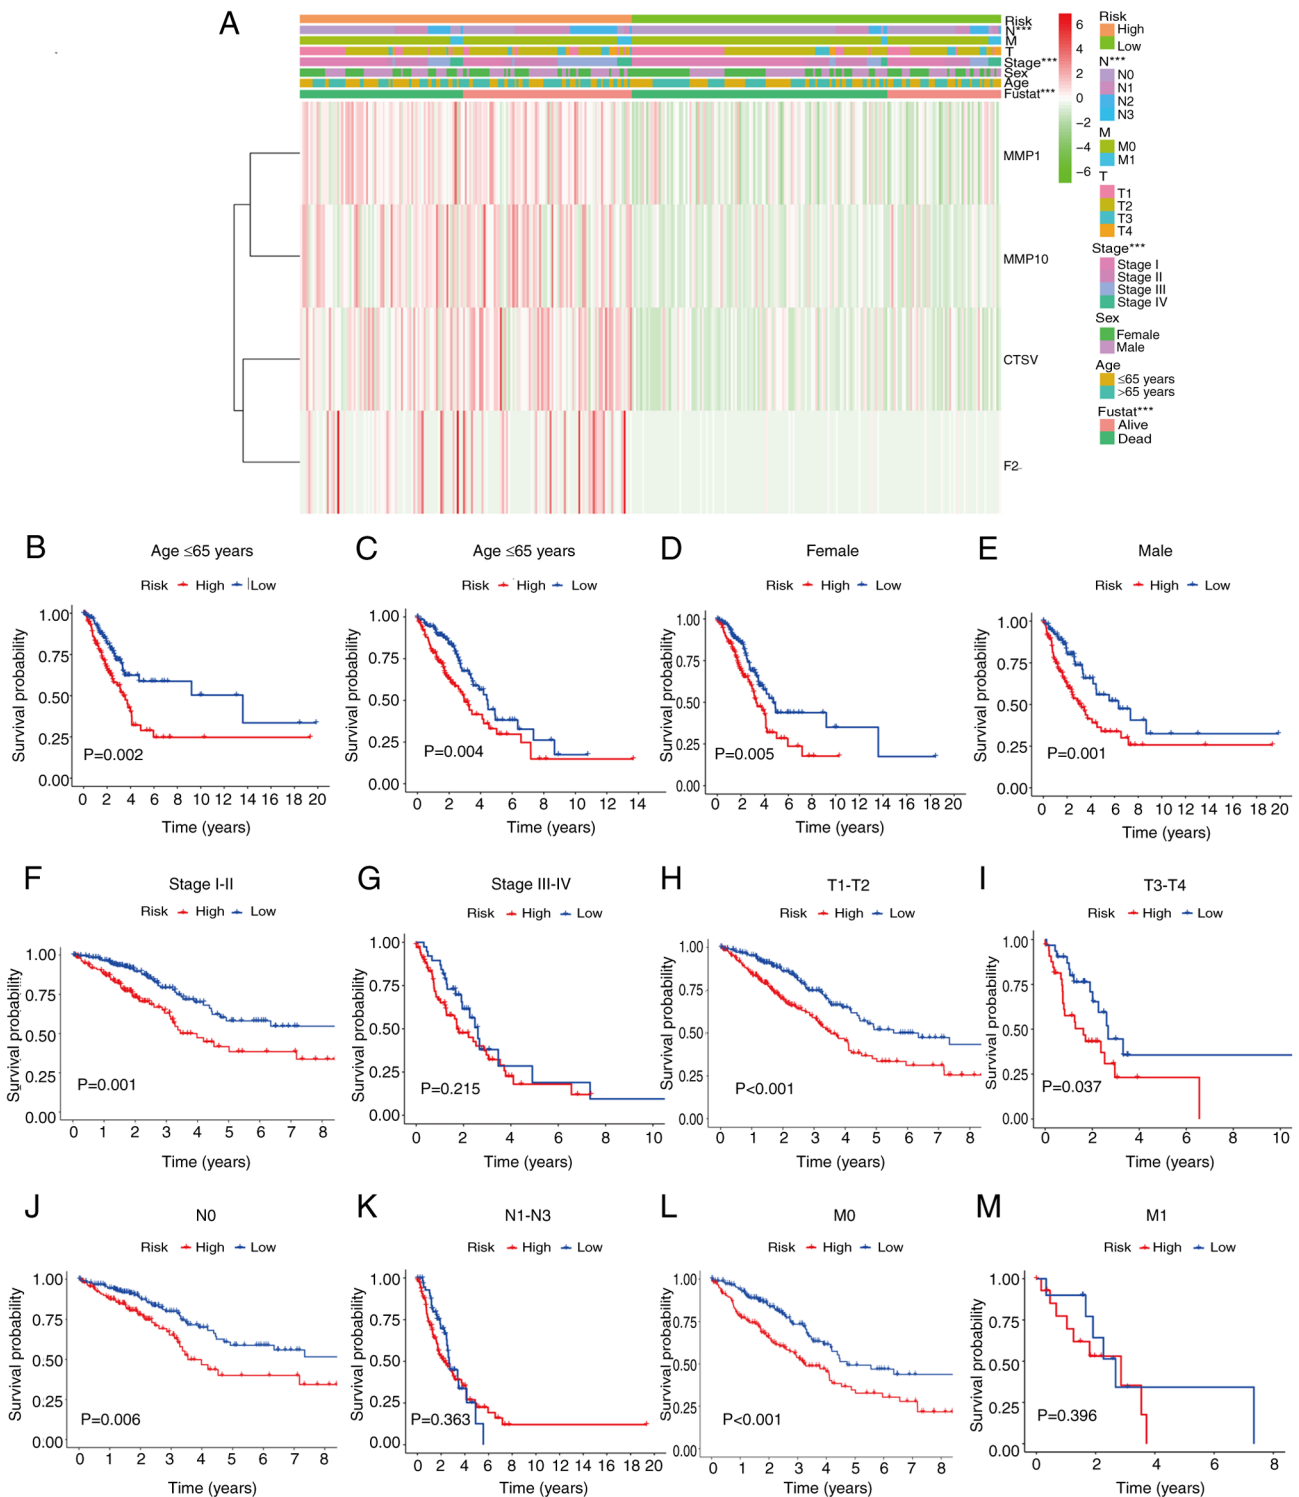 A
Risk
N***
M
T
Stage***
Sex
Age
Fustat***
MMP1
MMP10
CTSV
F2
6
4
2
0
−2
−4
−6
Risk
High
Low
N***
N0
N1
N2
N3
M
M0
M1
T
T1
T2
T3
T4
Stage***
Stage I
Stage II
Stage III
Stage IV
Sex
Female
Male
Age
≤65 years
>65 years
Fustat***
Alive
Dead
B
Age ≤65 years
Risk High Low
Survival probability
1.00
0.75
0.50
0.25
0.00
P=0.002
0 2 4 6 8 10 12 14 16 18 20
Time (years)
C
Age ≤65 years
Risk High Low
Survival probability
1.00
0.75
0.50
0.25
0.00
P=0.004
0 2 4 6 8 10 12 14
Time (years)
D
Female
Risk High Low
Survival probability
1.00
0.75
0.50
0.25
0.00
P=0.005
0 2 4 6 8 10 12 14 16 18 20
Time (years)
E
Male
Risk High Low
Survival probability
1.00
0.75
0.50
0.25
0.00
P=0.001
0 2 4 6 8 10 12 14 16 18 20
Time (years)
F
Stage I-II
Risk High Low
Survival probability
1.00
0.75
0.50
0.25
0.00
P=0.001
0 1 2 3 4 5 6 7 8
Time (years)
G
Stage III-IV
Risk High Low
Survival probability
1.00
0.75
0.50
0.25
0.00
P=0.215
0 2 4 6 8 10
Time (years)
H
T1-T2
Risk High Low
Survival probability
1.00
0.75
0.50
0.25
0.00
P<0.001
0 1 2 3 4 5 6 7 8
Time (years)
I
T3-T4
Risk High Low
Survival probability
1.00
0.75
0.50
0.25
0.00
P=0.037
0 2 4 6 8 10
Time (years)
J
N0
Risk High Low
Survival probability
1.00
0.75
0.50
0.25
0.00
P=0.006
0 1 2 3 4 5 6 7 8
Time (years)
K
N1-N3
Risk High Low
Survival probability
1.00
0.75
0.50
0.25
0.00
P=0.363
0 2 4 6 8 10 12 14 16 18 20
Time (years)
L
M0
Risk High Low
Survival probability
1.00
0.75
0.50
0.25
0.00
P<0.001
0 1 2 3 4 5 6 7 8
Time (years)
M
M1
Risk High Low
Survival probability
1.00
0.75
0.50
0.25
0.00
P=0.396
0 2 4 6 8
Time (years)